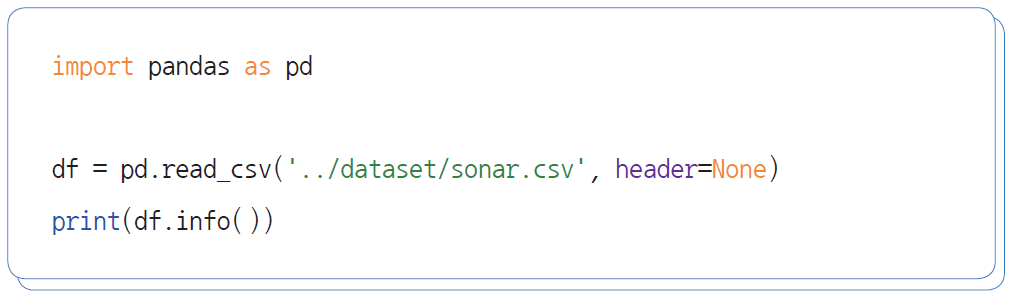 import pandas as pd
df = pd.read_csv('../dataset/sonar.csv', header=None)
print(df.info())